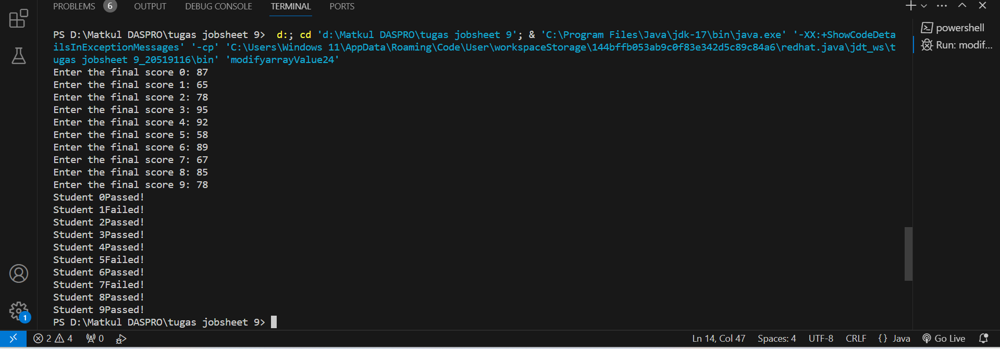 PROBLEMS 6 OUTPUT DEBUG CONSOLE TERMINAL PORTS
powershell
Run: modif...
PS D:\Matkul DASPRO\tugas jobsheet 9>  d:; cd 'd:\Matkul DASPRO\tugas jobsheet 9'; & 'C:\Program Files\Java\jdk-17\bin\java.exe' '-XX:+ShowCodeDeta
ilsInExceptionMessages' '-cp' 'C:\Users\Windows 11\AppData\Roaming\Code\User\workspaceStorage\144bffb053ab9c0f83e342d5c89c84a6\redhat.java\jdt_ws\t
ugas jobsheet 9_20519116\bin' 'modifyarrayValue24'
Enter the final score 0: 87
Enter the final score 1: 65
Enter the final score 2: 78
Enter the final score 3: 95
Enter the final score 4: 92
Enter the final score 5: 58
Enter the final score 6: 89
Enter the final score 7: 67
Enter the final score 8: 85
Enter the final score 9: 78
Student 0Passed!
Student 1Failed!
Student 2Passed!
Student 3Passed!
Student 4Passed!
Student 5Failed!
Student 6Passed!
Student 7Failed!
Student 8Passed!
Student 9Passed!
PS D:\Matkul DASPRO\tugas jobsheet 9>
1
2 4 0 Ln 14, Col 47 Spaces: 4 UTF-8 CRLF {} Java Go Live